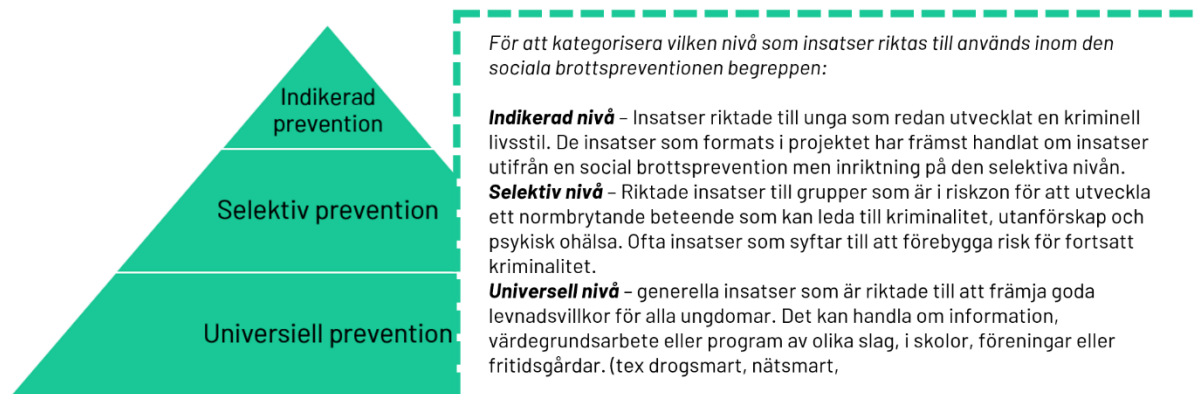 Indikerad
prevention
Selektiv prevention
Universiell prevention
För att kategorisera vilken nivå som insatser riktas till används inom den
sociala brottspreventionen begreppen:
Indikerad nivå – Insatser riktade till unga som redan utvecklat en kriminell
livsstil. De insatser som formats i projektet har främst handlat om insatser
utifrån en social brottsprevention men inriktning på den selektiva nivån.
Selektiv nivå – Riktade insatser till grupper som är i riskzon för att utveckla
ett normbrytande beteende som kan leda till kriminalitet, utanförskap och
psykisk ohälsa. Ofta insatser som syftar till att förebygga risk för fortsatt
kriminalitet.
Universell nivå – generella insatser som är riktade till att främja goda
levnadsvillkor för alla ungdomar. Det kan handla om information,
värdegrundsarbete eller program av olika slag, i skolor, föreningar eller
fritidsgårdar. (tex drogsmart, nätsmart,